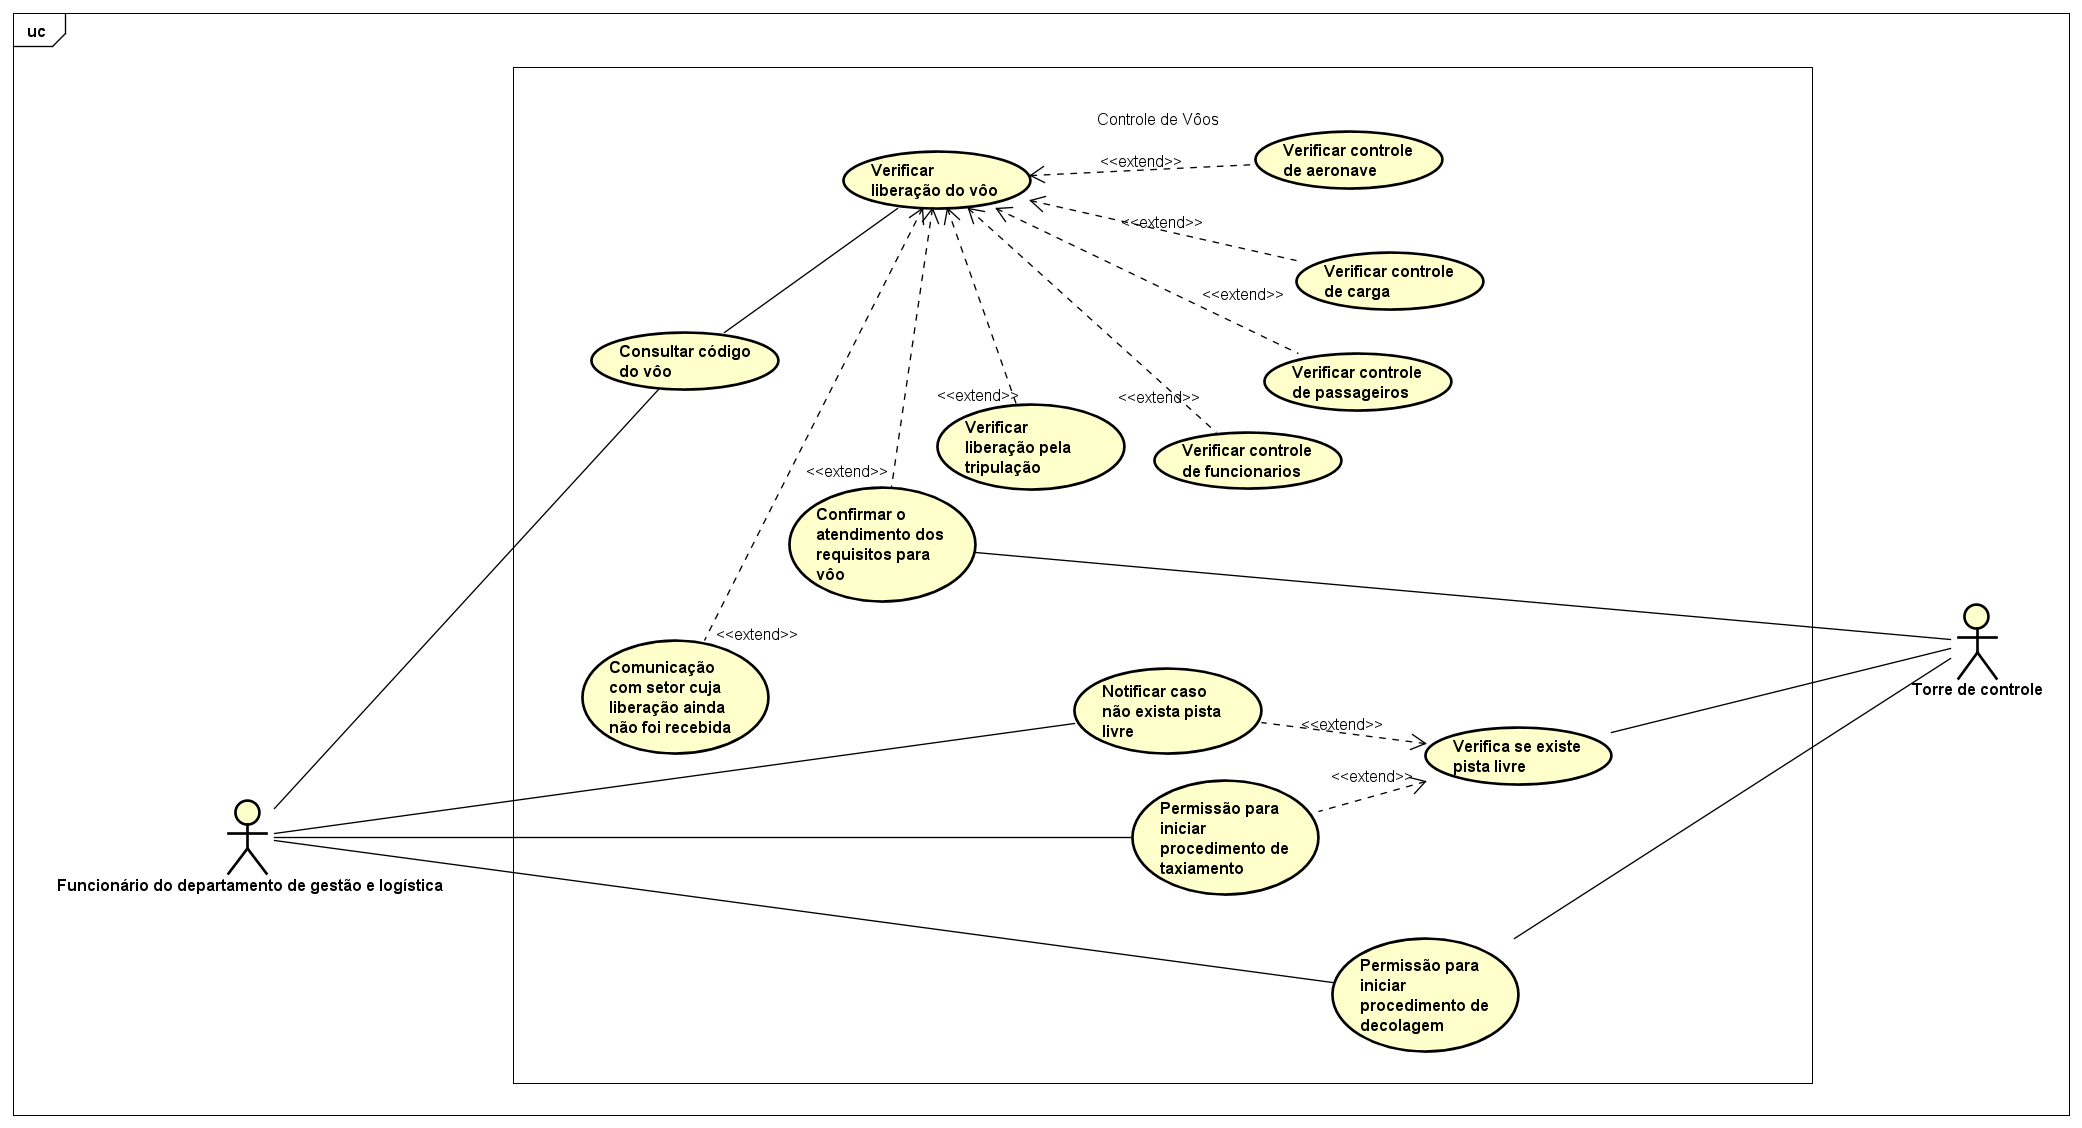 uc
Controle de Vôos
Verificar
liberação do vôo
<<extend>>
Verificar controle
de aeronave
<<extend>>
Verificar controle
de carga
<<extend>>
Verificar controle
de passageiros
Consultar código
do vôo
<<extend>>
Verificar
liberação pela
tripulação
<<extend>>
Verificar controle
de funcionarios
<<extend>>
Confirmar o
atendimento dos
requisitos para
vôo
<<extend>>
Comunicação
com setor cuja
liberação ainda
não foi recebida
Torre de controle
Notificar caso
não exista pista
livre
<<extend>>
Verifica se existe
pista livre
<<extend>>
Permissão para
iniciar
procedimento de
taxiamento
Funcionário do departamento de gestão e logística
Permissão para
iniciar
procedimento de
decolagem